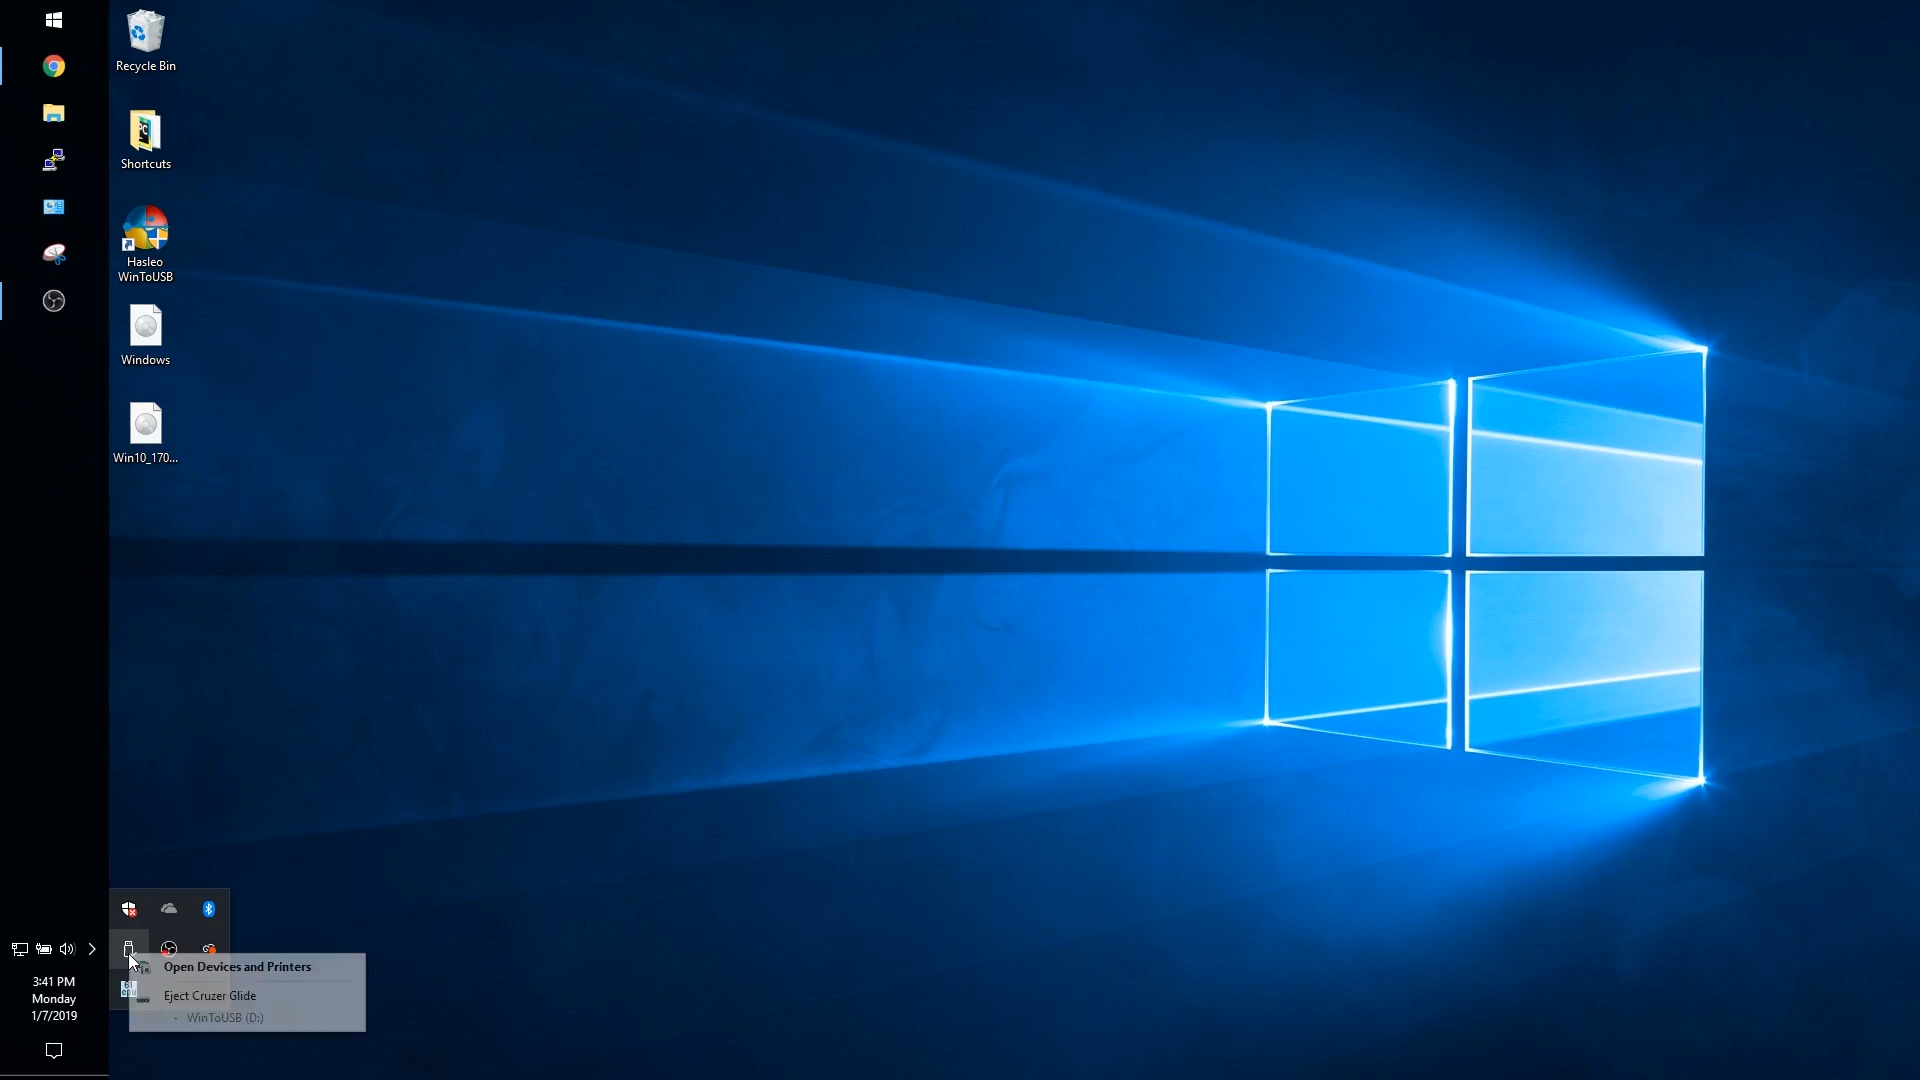 Recycle Bin
Shortcuts
Hasleo
WinToUSB
Windows
Win10_170...
3:41 PM
Monday
1/7/2019
Open Devices and Printers
Eject Cruzer Glide
- WinToUSB (D:)